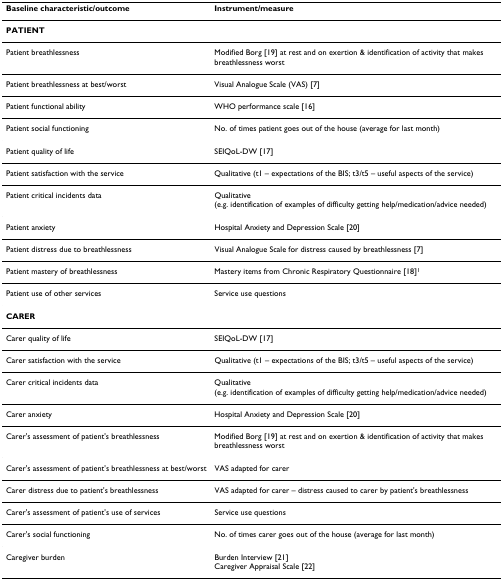 Baseline characteristic/outcome Instrument/measure
PATIENT
Patient breathlessness Modified Borg [19] at rest and on exertion & identification of activity that makes
breathlessness worst
Patient breathlessness at best/worst Visual Analogue Scale (VAS) [7]
Patient functional ability WHO performance scale [16]
Patient social functioning No. of times patient goes out of the house (average for last month)
Patient quality of life SEIQoL-DW [17]
Patient satisfaction with the service Qualitative (t1 – expectations of the BIS; t3/t5 – useful aspects of the service)
Patient critical incidents data Qualitative
(e.g. identification of examples of difficulty getting help/medication/advice needed)
Patient anxiety Hospital Anxiety and Depression Scale [20]
Patient distress due to breathlessness Visual Analogue Scale for distress caused by breathlessness [7]
Patient mastery of breathlessness Mastery items from Chronic Respiratory Questionnaire [18]¹
Patient use of other services Service use questions
CARER
Carer quality of life SEIQoL-DW [17]
Carer satisfaction with the service Qualitative (t1 – expectations of the BIS; t3/t5 – useful aspects of the service)
Carer critical incidents data Qualitative
(e.g. identification of examples of difficulty getting help/medication/advice needed)
Carer anxiety Hospital Anxiety and Depression Scale [20]
Carer's assessment of patient's breathlessness Modified Borg [19] at rest and on exertion & identification of activity that makes
breathlessness worst
Carer's assessment of patient's breathlessness at best/worst VAS adapted for carer
Carer distress due to patient's breathlessness VAS adapted for carer – distress caused to carer by patient's breathlessness
Carer's assessment of patient's use of services Service use questions
Carer's social functioning No. of times carer goes out of the house (average for last month)
Caregiver burden Burden Interview [21]
Caregiver Appraisal Scale [22]